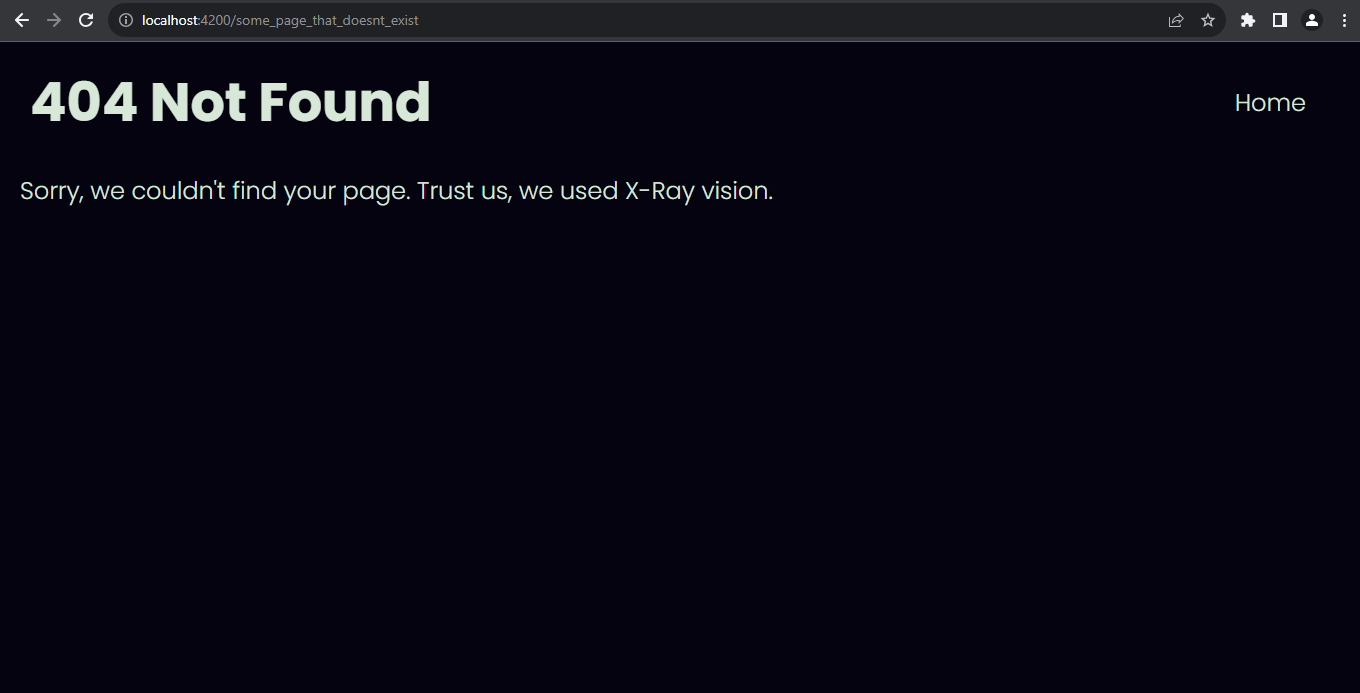 localhost:4200/some_page_that_doesnt_exist
404 Not Found
Home
Sorry, we couldn't find your page. Trust us, we used X-Ray vision.